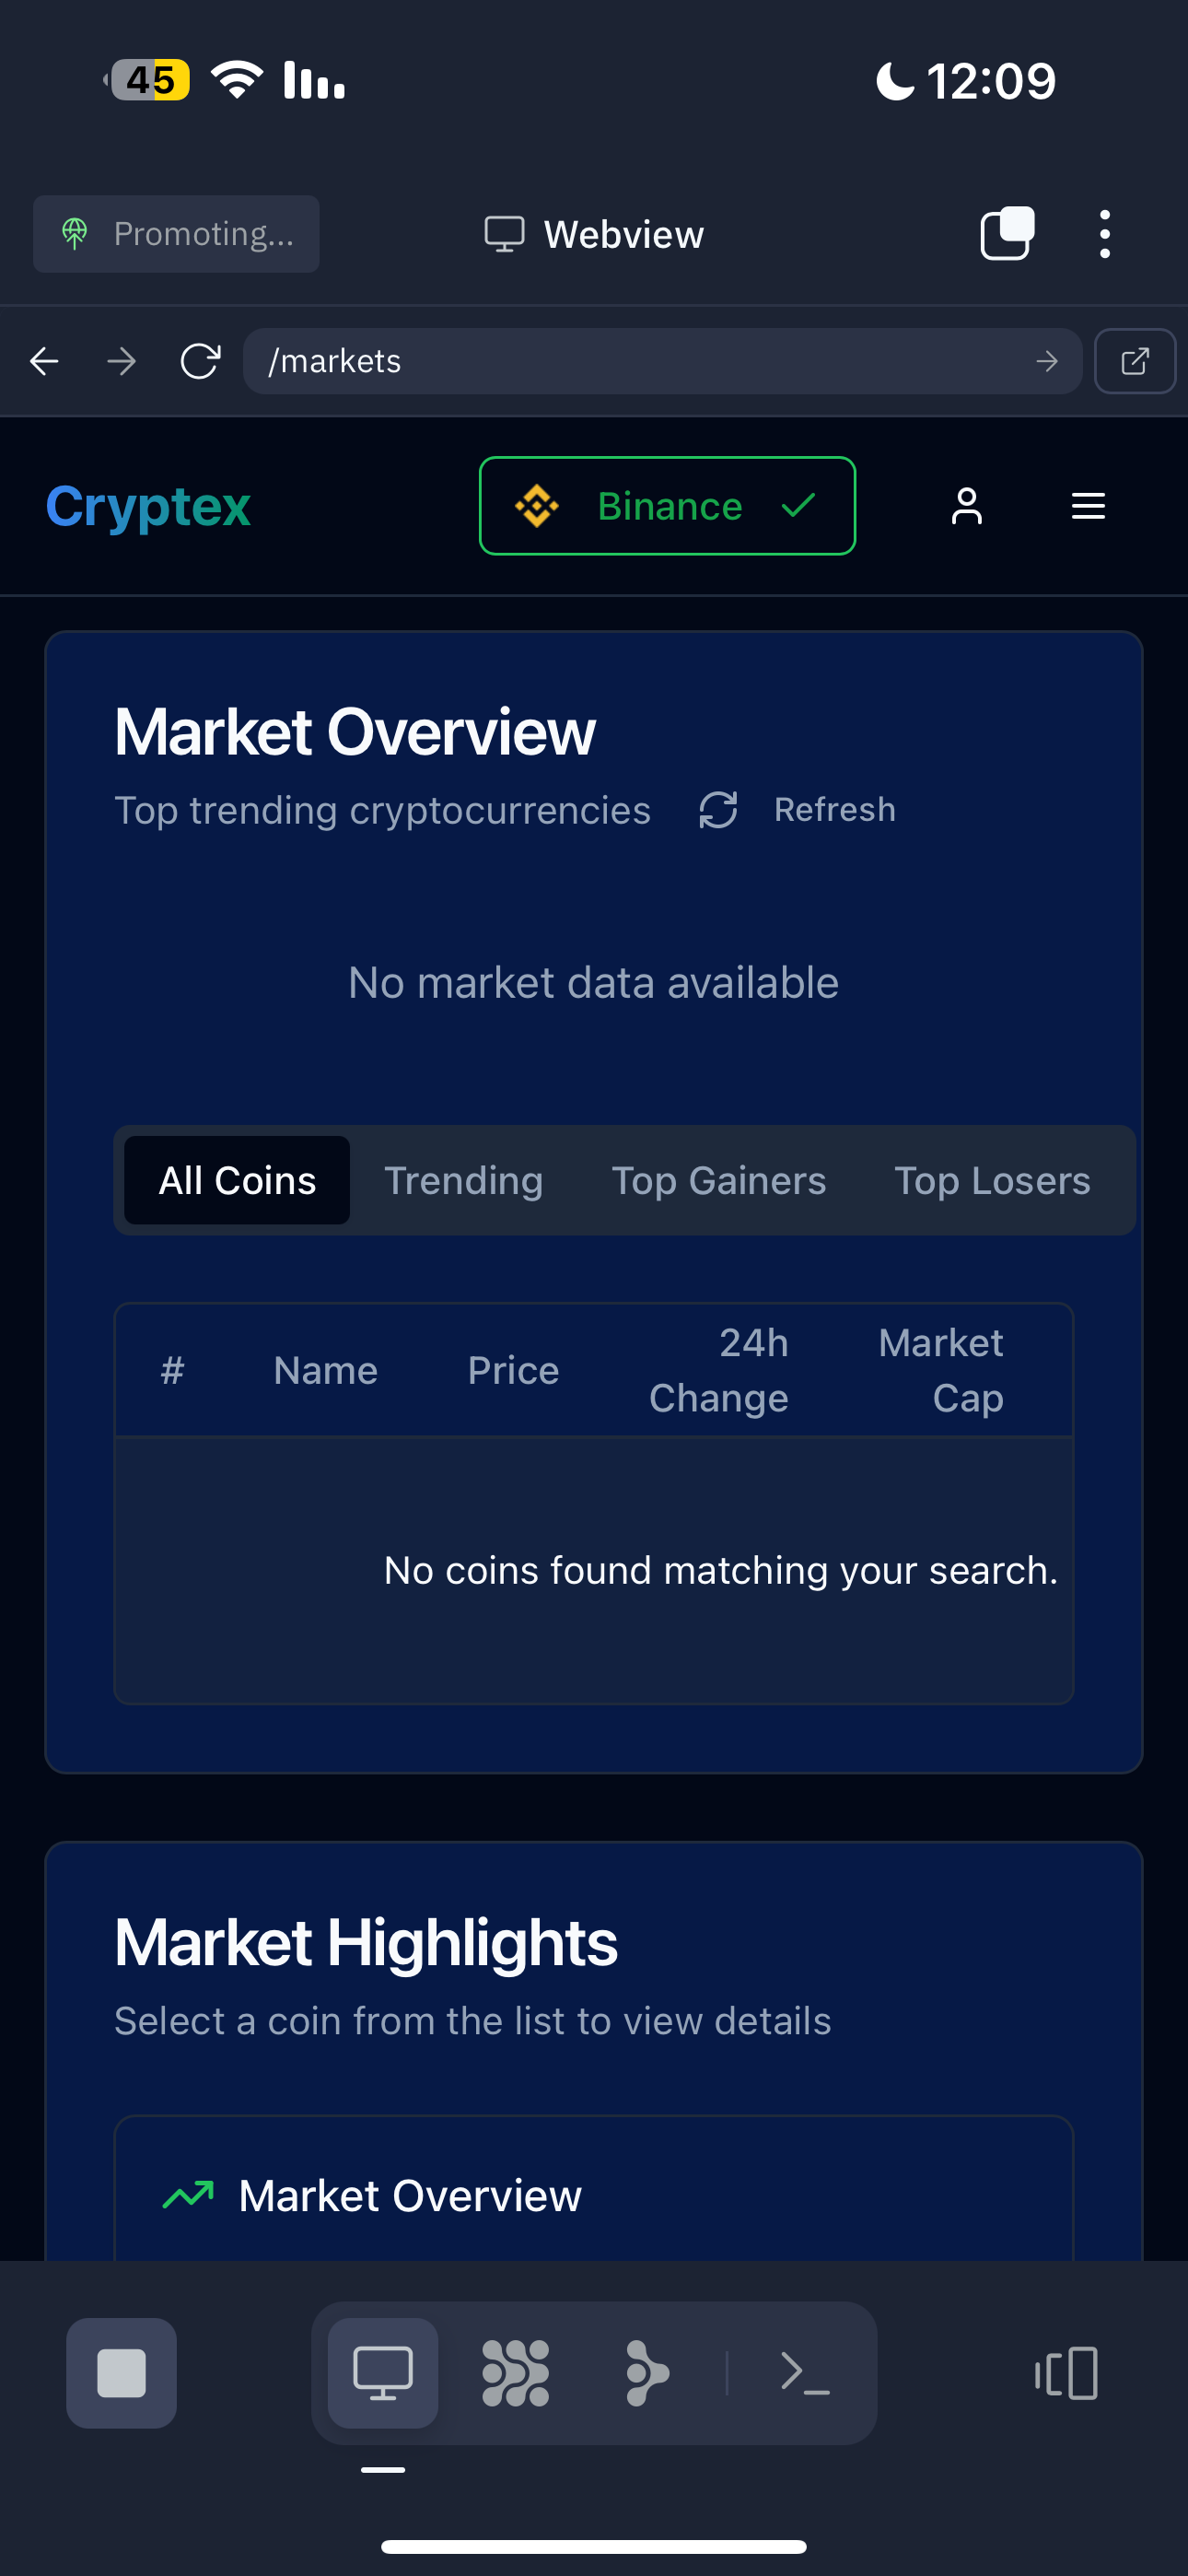 45
12:09
Promoting...
Webview
/markets
Cryptex
Binance
Market Overview
Top trending cryptocurrencies
Refresh
No market data available
All Coins Trending Top Gainers Top Losers
# Name Price 24h Change Market Cap
No coins found matching your search.
Market Highlights
Select a coin from the list to view details
Market Overview